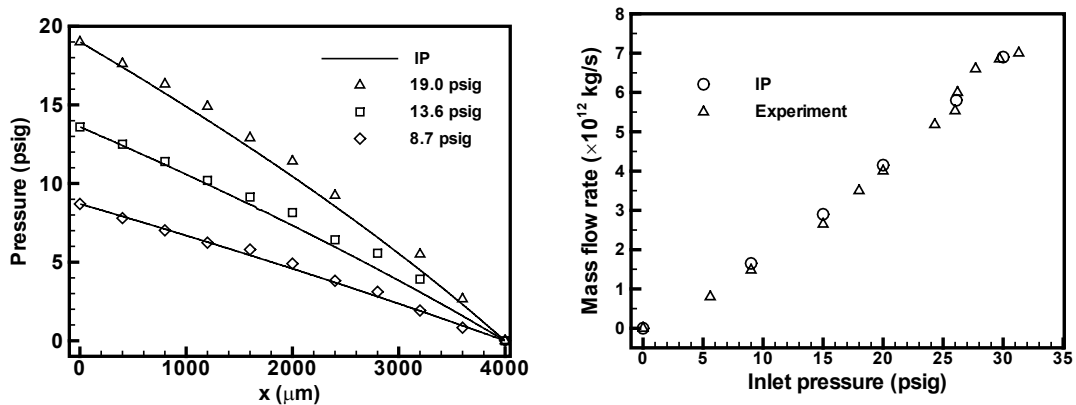 20
15
10
5
0
Pressure (psig)
0
1000
2000
3000
4000
x (μm)
IP
19.0 psig
13.6 psig
8.7 psig
8
7
6
5
4
3
2
1
0
Mass flow rate (×10¹² kg/s)
0
5
10
15
20
25
30
35
Inlet pressure (psig)
IP
Experiment